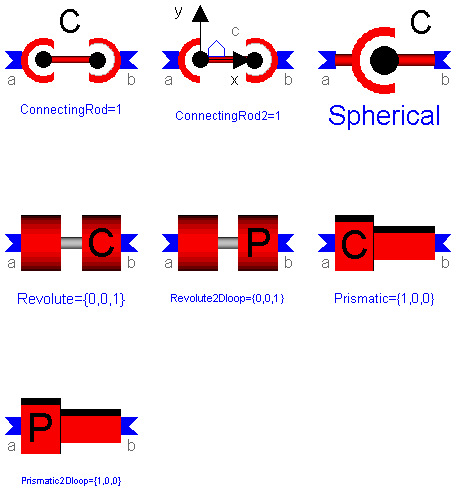 C
a b
ConnectingRod=1
y
c
x
a b
ConnectingRod2=1
C
a b
Spherical
C
a b
Revolute={0,0,1}
P
a b
Revolute2Dloop={0,0,1}
C
a b
Prismatic={1,0,0}
P
a b
Prismatic2Dloop={1,0,0}